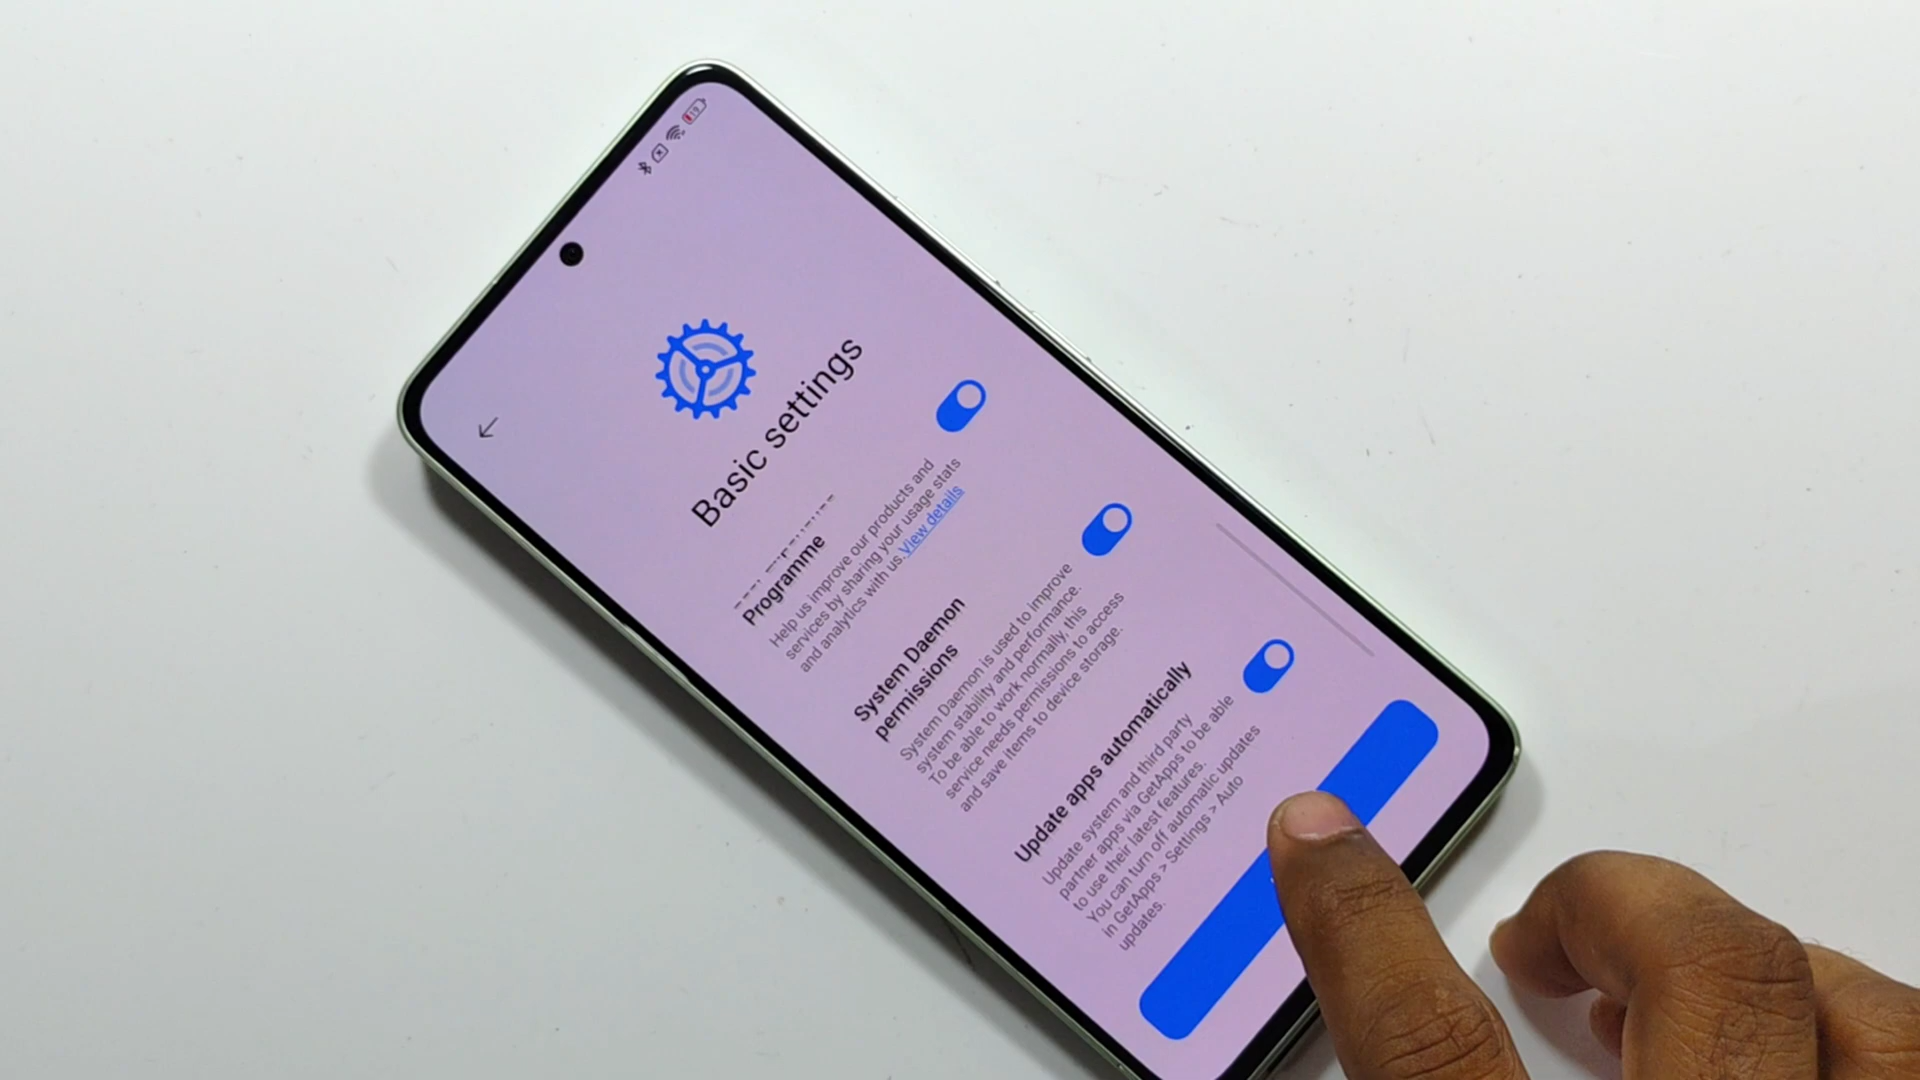 19
Basic settings
Programme
Help us improve our products and
services by sharing your usage stats
and analytics with us. View details
System Daemon
permissions
System Daemon is used to improve
system stability and performance.
To be able to work normally, this
service needs permissions to access
and save items to device storage.
Update apps automatically
Update system and third party
partner apps via GetApps to be able
to use their latest features.
You can turn off automatic updates
in GetApps > Settings > Auto
updates.